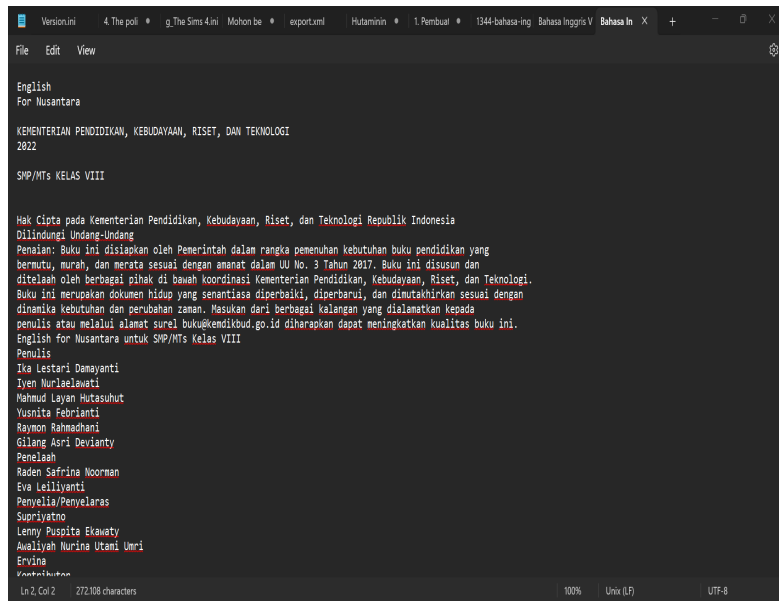 Version.ini
4. The poli
g_The Sims 4.ini
Mohon be
export.xml
Hutaminin
1. Pembuat
1344-bahasa-ing
Bahasa Inggris V
Bahasa In
File Edit View
English
For Nusantara
KEMENTERIAN PENDIDIKAN, KEBUDAYAAN, RISET, DAN TEKNOLOGI
2022
SMP/MTs KELAS VIII
Hak Cipta pada Kementerian Pendidikan, Kebudayaan, Riset, dan Teknologi Republik Indonesia
Dilindungi Undang-Undang
Penaian: Buku ini disiapkan oleh Pemerintah dalam rangka pemenuhan kebutuhan buku pendidikan yang
bermutu, murah, dan merata sesuai dengan amanat dalam UU No. 3 Tahun 2017. Buku ini disusun dan
ditelaah oleh berbagai pihak di bawah koordinasi Kementerian Pendidikan, Kebudayaan, Riset, dan Teknologi.
Buku ini merupakan dokumen hidup yang senantiasa diperbaiki, diperbarui, dan dimutakhirkan sesuai dengan
dinamika kebutuhan dan perubahan zaman. Masukan dari berbagai kalangan yang dialamatkan kepada
penulis atau melalui alamat surel buku@kemdikbud.go.id diharapkan dapat meningkatkan kualitas buku ini.
English for Nusantara untuk SMP/MTs Kelas VIII
Penulis
Ika Lestari Damayanti
Iyen Nurlaelawati
Mahmud Layan Hutasuhut
Yusnita Febrianti
Raymon Rahmadhani
Gilang Asri Devianty
Penelaah
Raden Safrina Noorman
Eva Leiliyanti
Penyelia/Penyelaras
Supriyatno
Lenny Puspita Ekawaty
Awaliyah Nurina Utami Umri
Ervina
Kontributor
Ln 2, Col 2 272.108 characters 100% Unix (LF) UTF-8